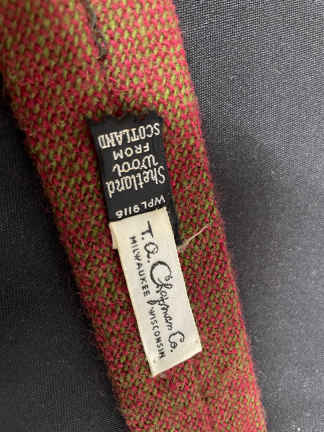 Shetland
Wool
FROM
SCOTLAND
WPL 9116
T. A. Chapman Co.
MILWAUKEE, WISCONSIN